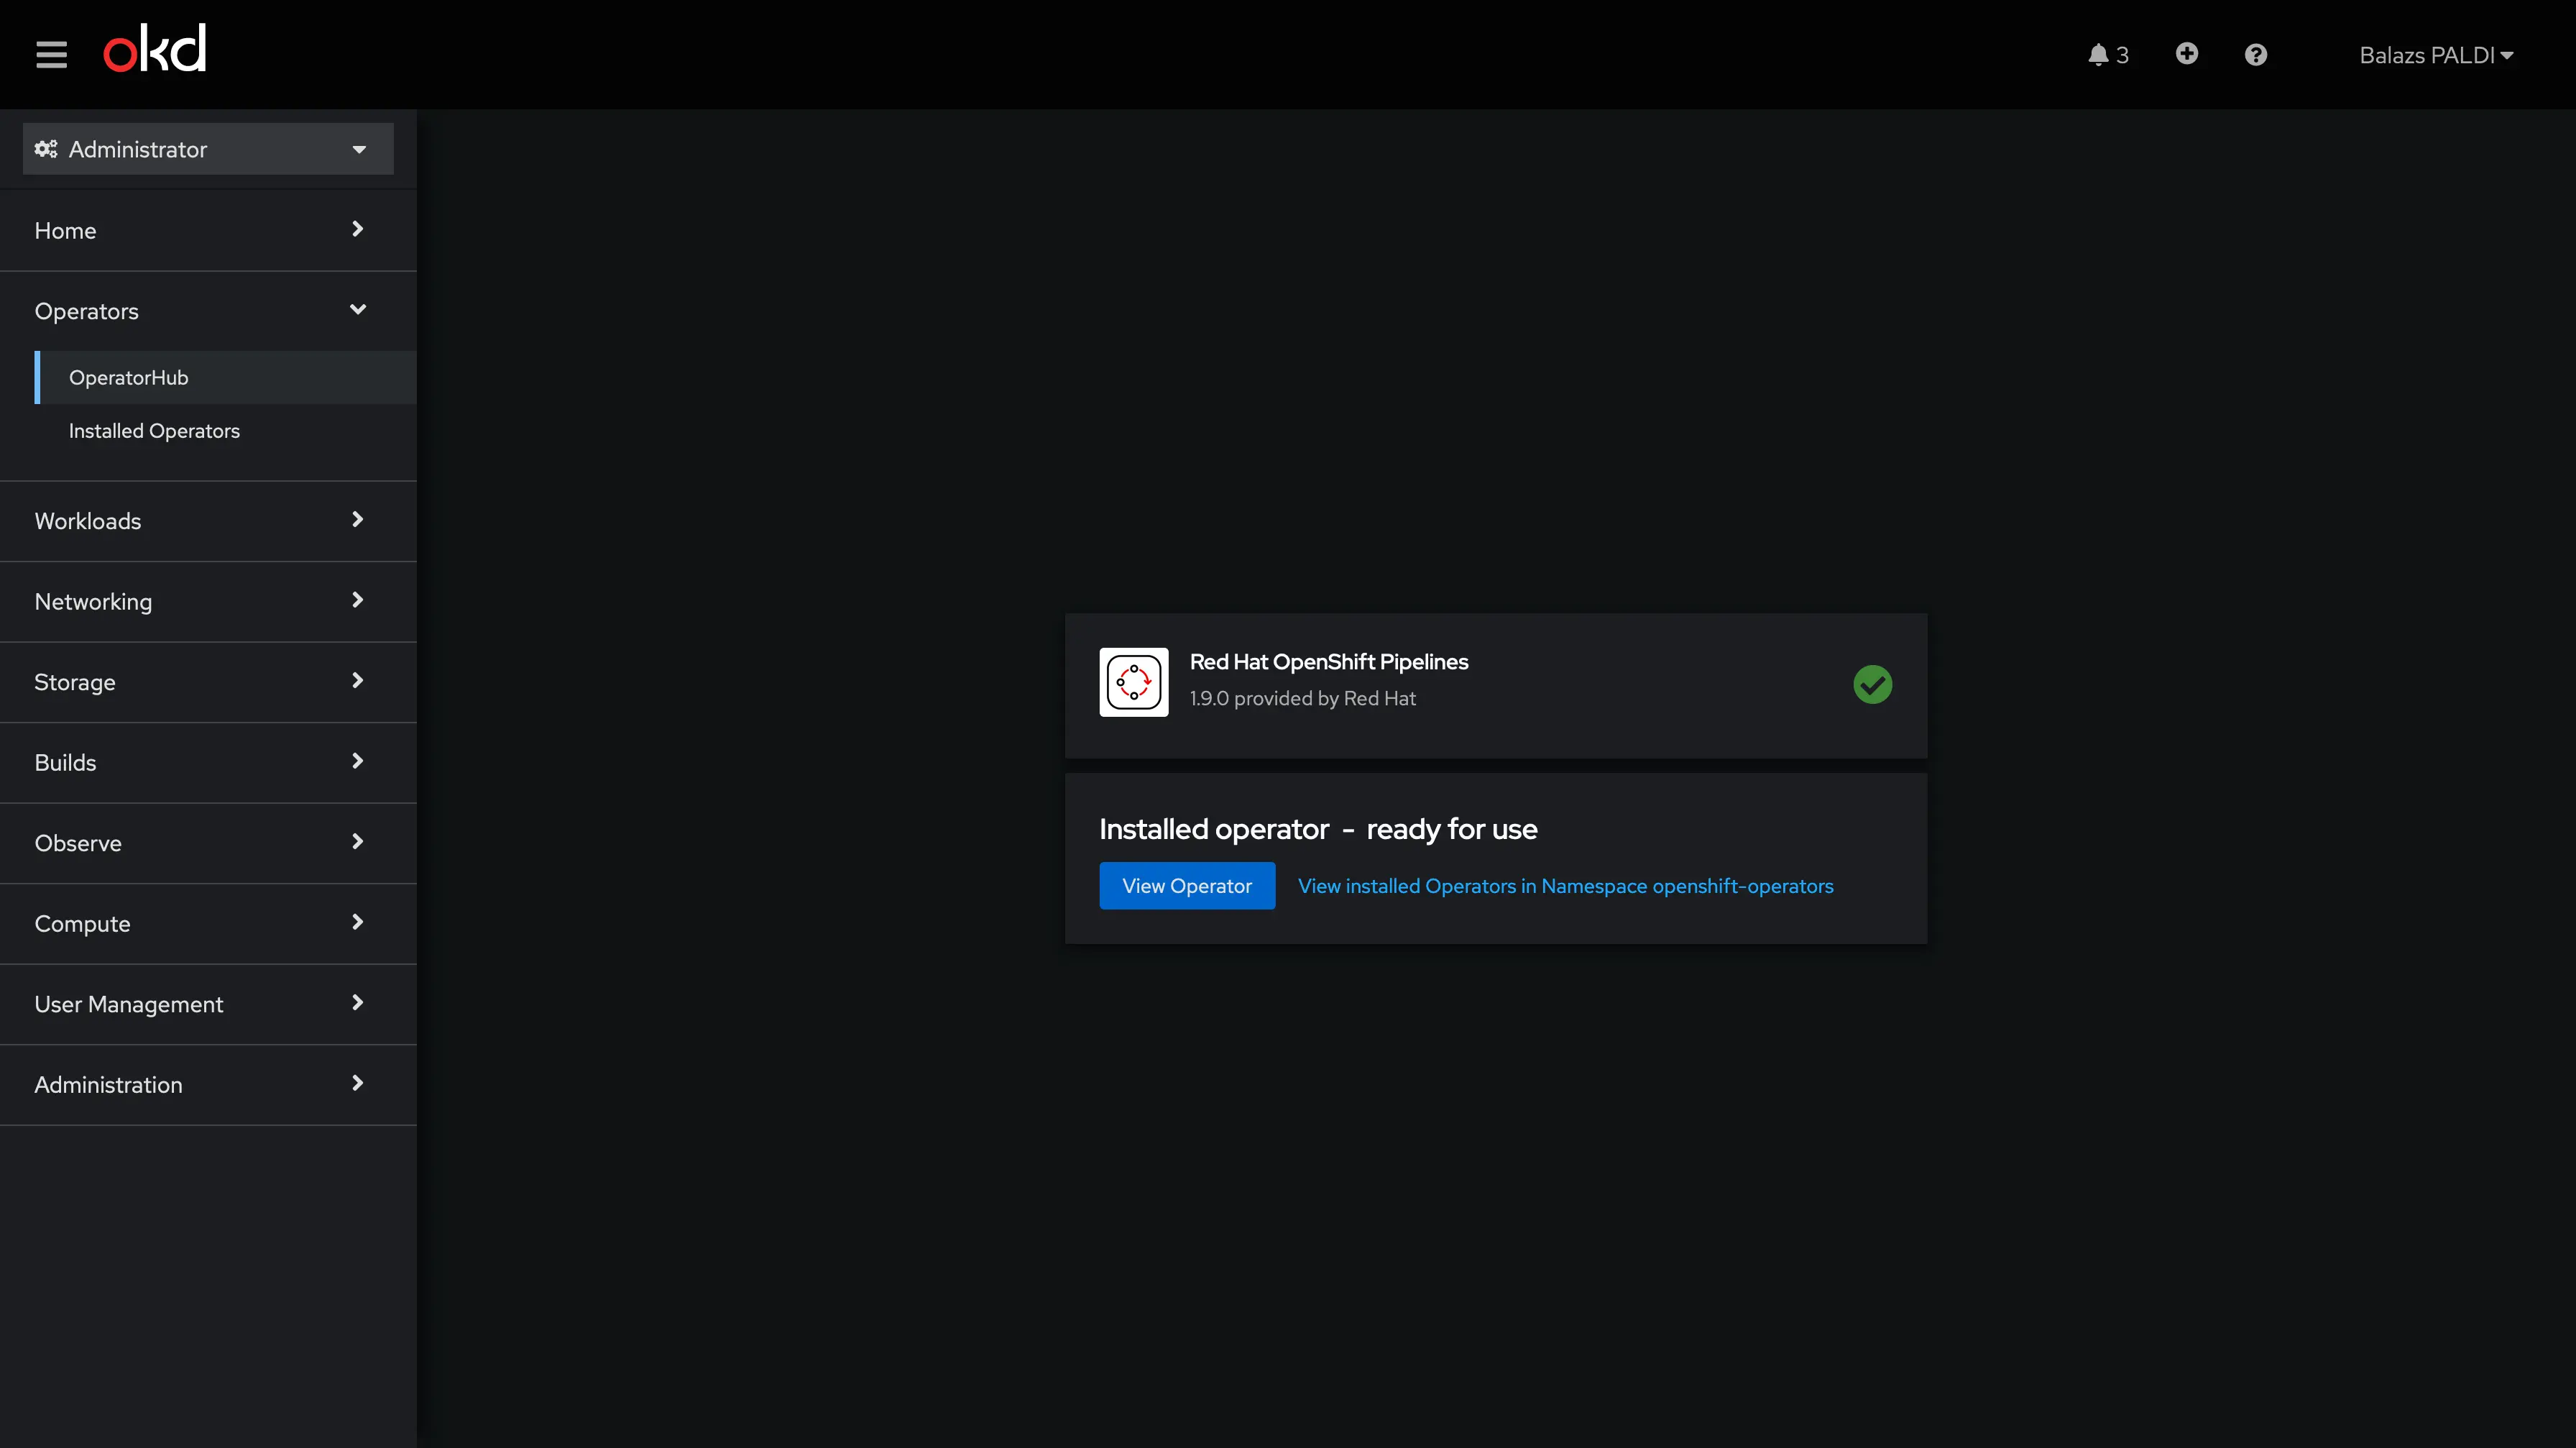 okd
3
Balazs PALDI
Administrator
Home
Operators
OperatorHub
Installed Operators
Workloads
Networking
Storage
Builds
Observe
Compute
User Management
Administration
Red Hat OpenShift Pipelines
1.9.0 provided by Red Hat
Installed operator - ready for use
View Operator
View installed Operators in Namespace openshift-operators